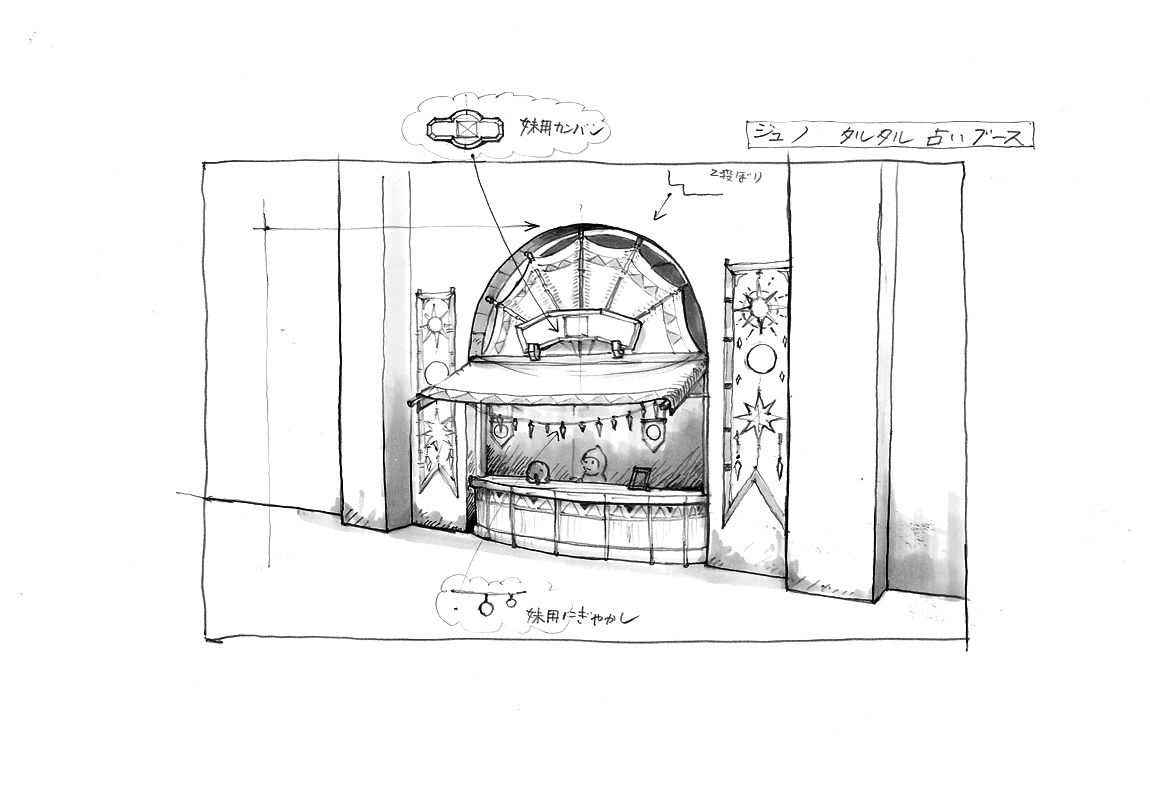 妹用カンバン
ジュノ タルタル 占いブース
2段ぼり
妹用にぎやかし